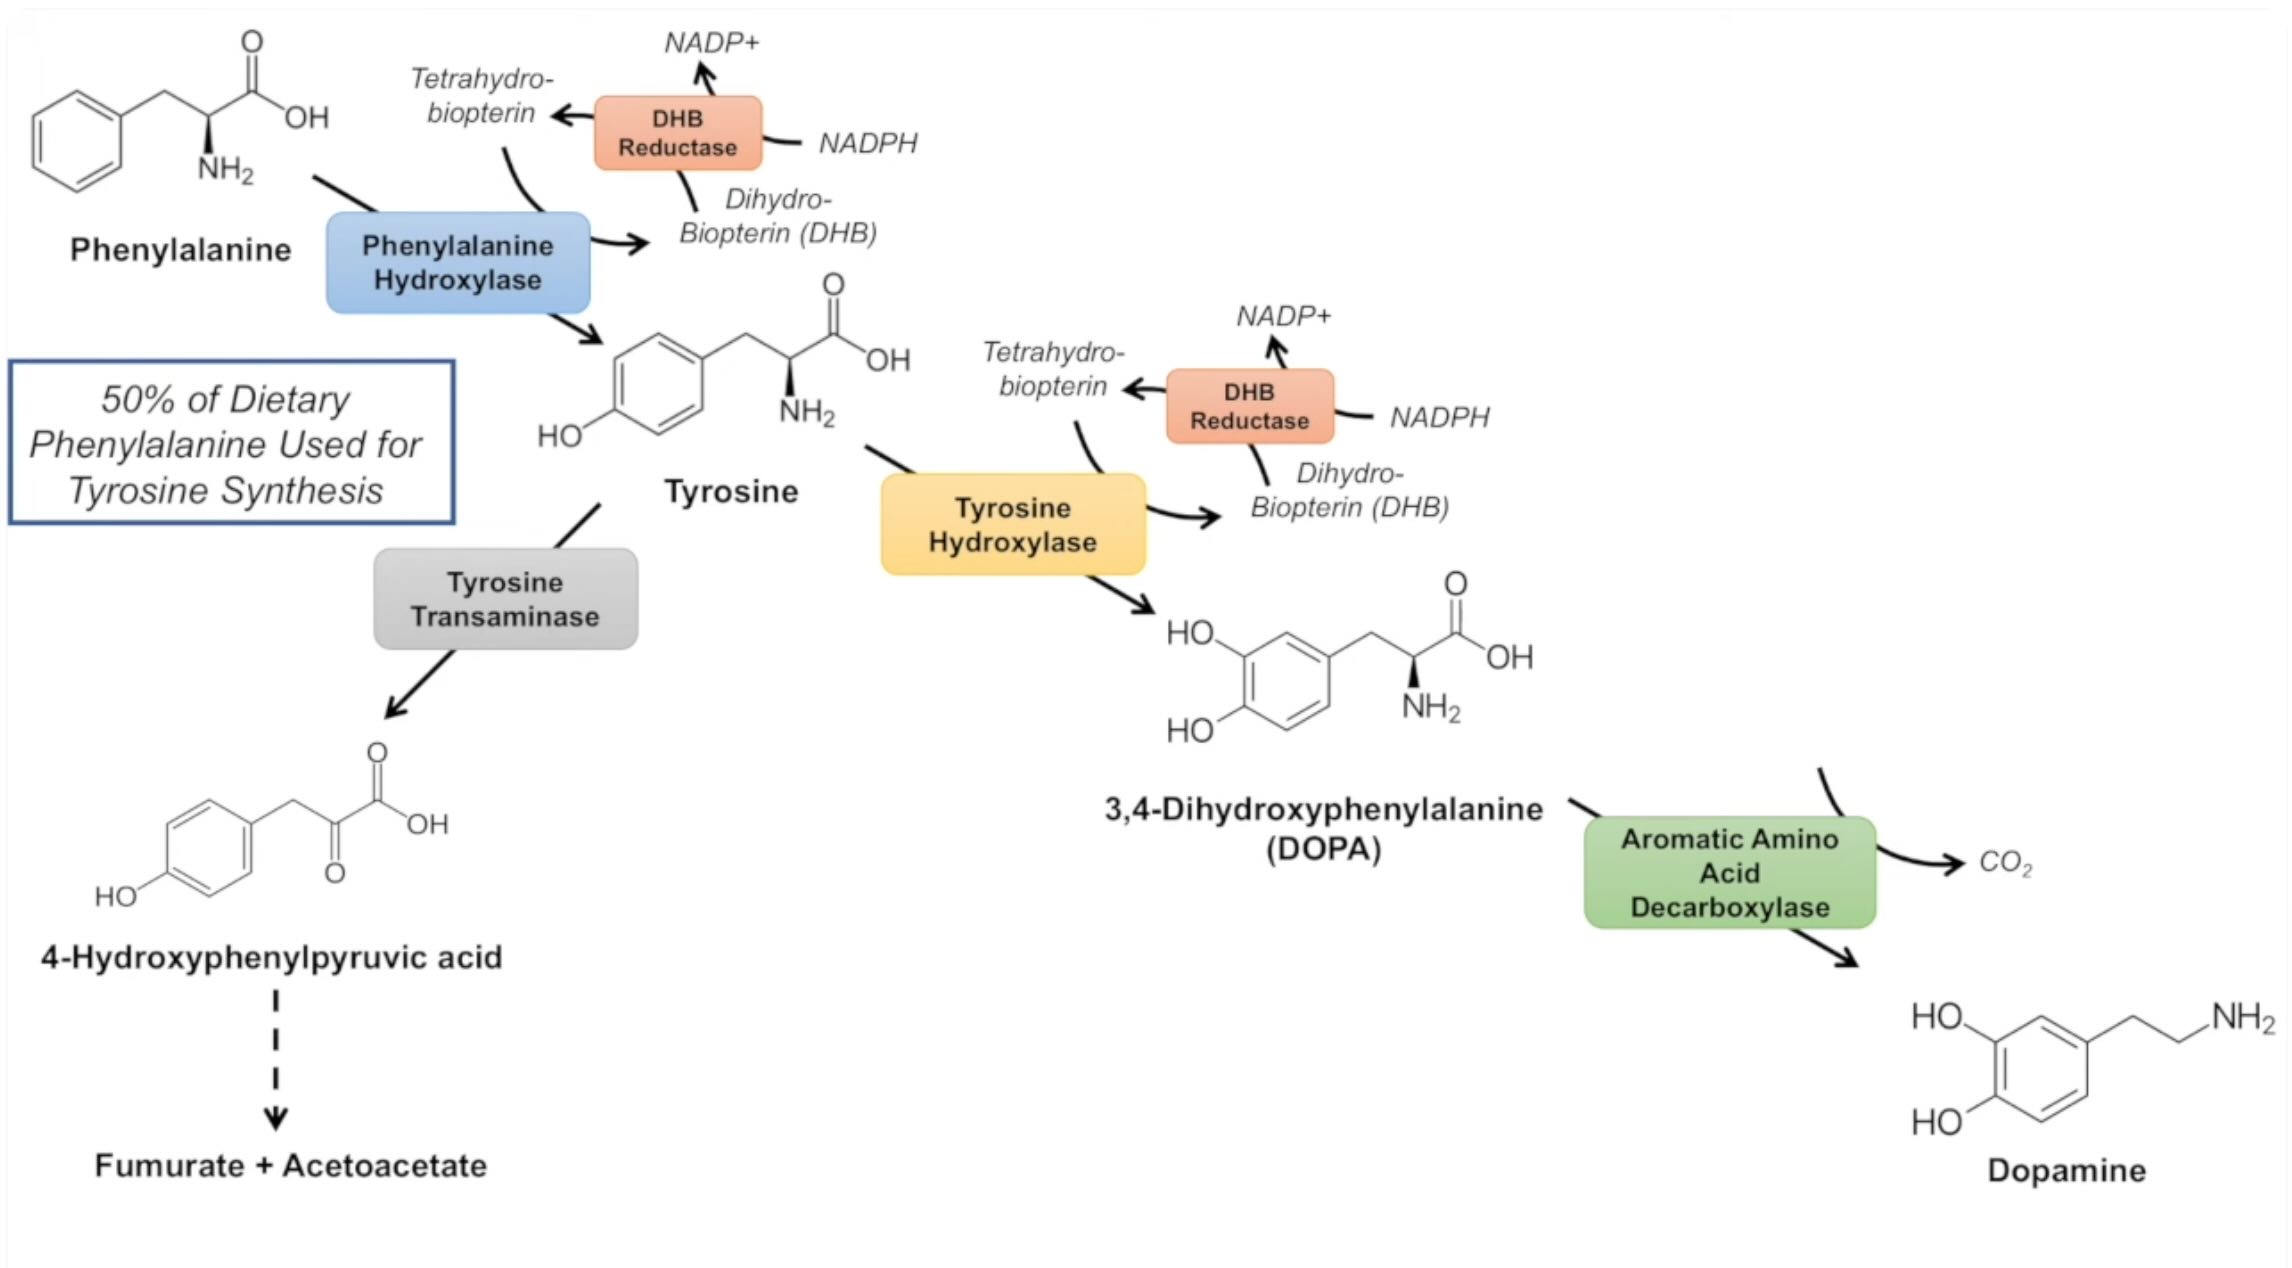 O
OH
NH2
Phenylalanine
Tetrahydro-
biopterin
NADP+
DHB
Reductase
NADPH
Dihydro-
Biopterin (DHB)
Phenylalanine
Hydroxylase
50% of Dietary
Phenylalanine Used for
Tyrosine Synthesis
O
OH
NH2
HO
Tyrosine
Tetrahydro-
biopterin
NADP+
DHB
Reductase
NADPH
Dihydro-
Biopterin (DHB)
Tyrosine
Hydroxylase
Tyrosine
Transaminase
O
OH
O
HO
4-Hydroxyphenylpyruvic acid
Fumurate + Acetoacetate
HO
HO
O
OH
NH2
3,4-Dihydroxyphenylalanine
(DOPA)
Aromatic Amino
Acid
Decarboxylase
CO2
HO
HO
NH2
Dopamine